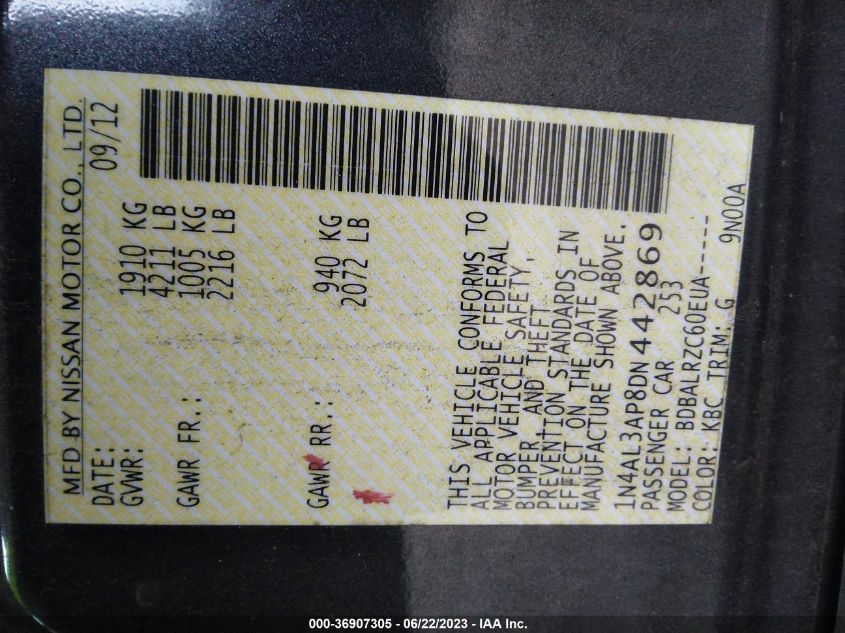 MFD BY NISSAN MOTOR CO., LTD.
DATE: 09/12
GVWR: 1910 KG
4211 LB
GAWR FR.: 1005 KG
2216 LB
GAWR RR.: 940 KG
2072 LB
THIS VEHICLE CONFORMS TO
ALL APPLICABLE FEDERAL
MOTOR VEHICLE SAFETY,
BUMPER AND THEFT
PREVENTION STANDARDS IN
EFFECT ON THE DATE OF
MANUFACTURE SHOWN ABOVE.
1N4AL3AP8DN442869
PASSENGER CAR 253
MODEL: BDBALRZC60EUA-----
COLOR: KBC TRIM: G 9N00A
000-36907305 - 06/22/2023 - IAA Inc.